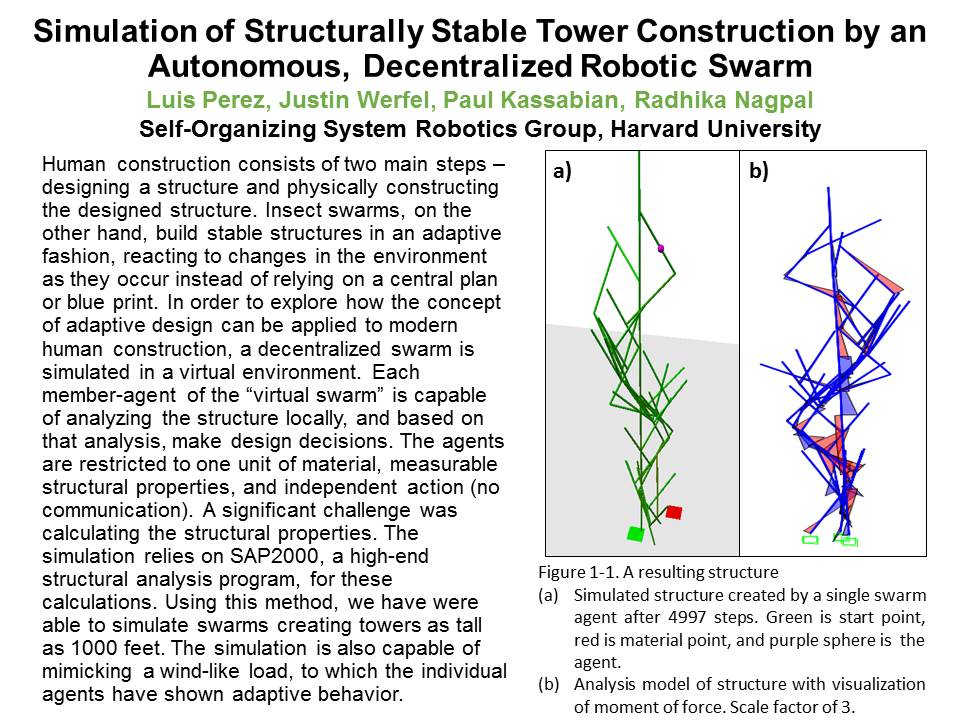 Simulation of Structurally Stable Tower Construction by an
Autonomous, Decentralized Robotic Swarm
Luis Perez, Justin Werfel, Paul Kassabian, Radhika Nagpal
Self-Organizing System Robotics Group, Harvard University
Human construction consists of two main steps –
designing a structure and physically constructing
the designed structure. Insect swarms, on the
other hand, build stable structures in an adaptive
fashion, reacting to changes in the environment
as they occur instead of relying on a central plan
or blue print. In order to explore how the concept
of adaptive design can be applied to modern
human construction, a decentralized swarm is
simulated in a virtual environment. Each
member-agent of the “virtual swarm” is capable
of analyzing the structure locally, and based on
that analysis, make design decisions. The agents
are restricted to one unit of material, measurable
structural properties, and independent action (no
communication). A significant challenge was
calculating the structural properties. The
simulation relies on SAP2000, a high-end
structural analysis program, for these
calculations. Using this method, we have were
able to simulate swarms creating towers as tall
as 1000 feet. The simulation is also capable of
mimicking a wind-like load, to which the individual
agents have shown adaptive behavior.
a)
b)
Figure 1-1. A resulting structure
(a) Simulated structure created by a single swarm
agent after 4997 steps. Green is start point,
red is material point, and purple sphere is the
agent.
(b) Analysis model of structure with visualization
of moment of force. Scale factor of 3.